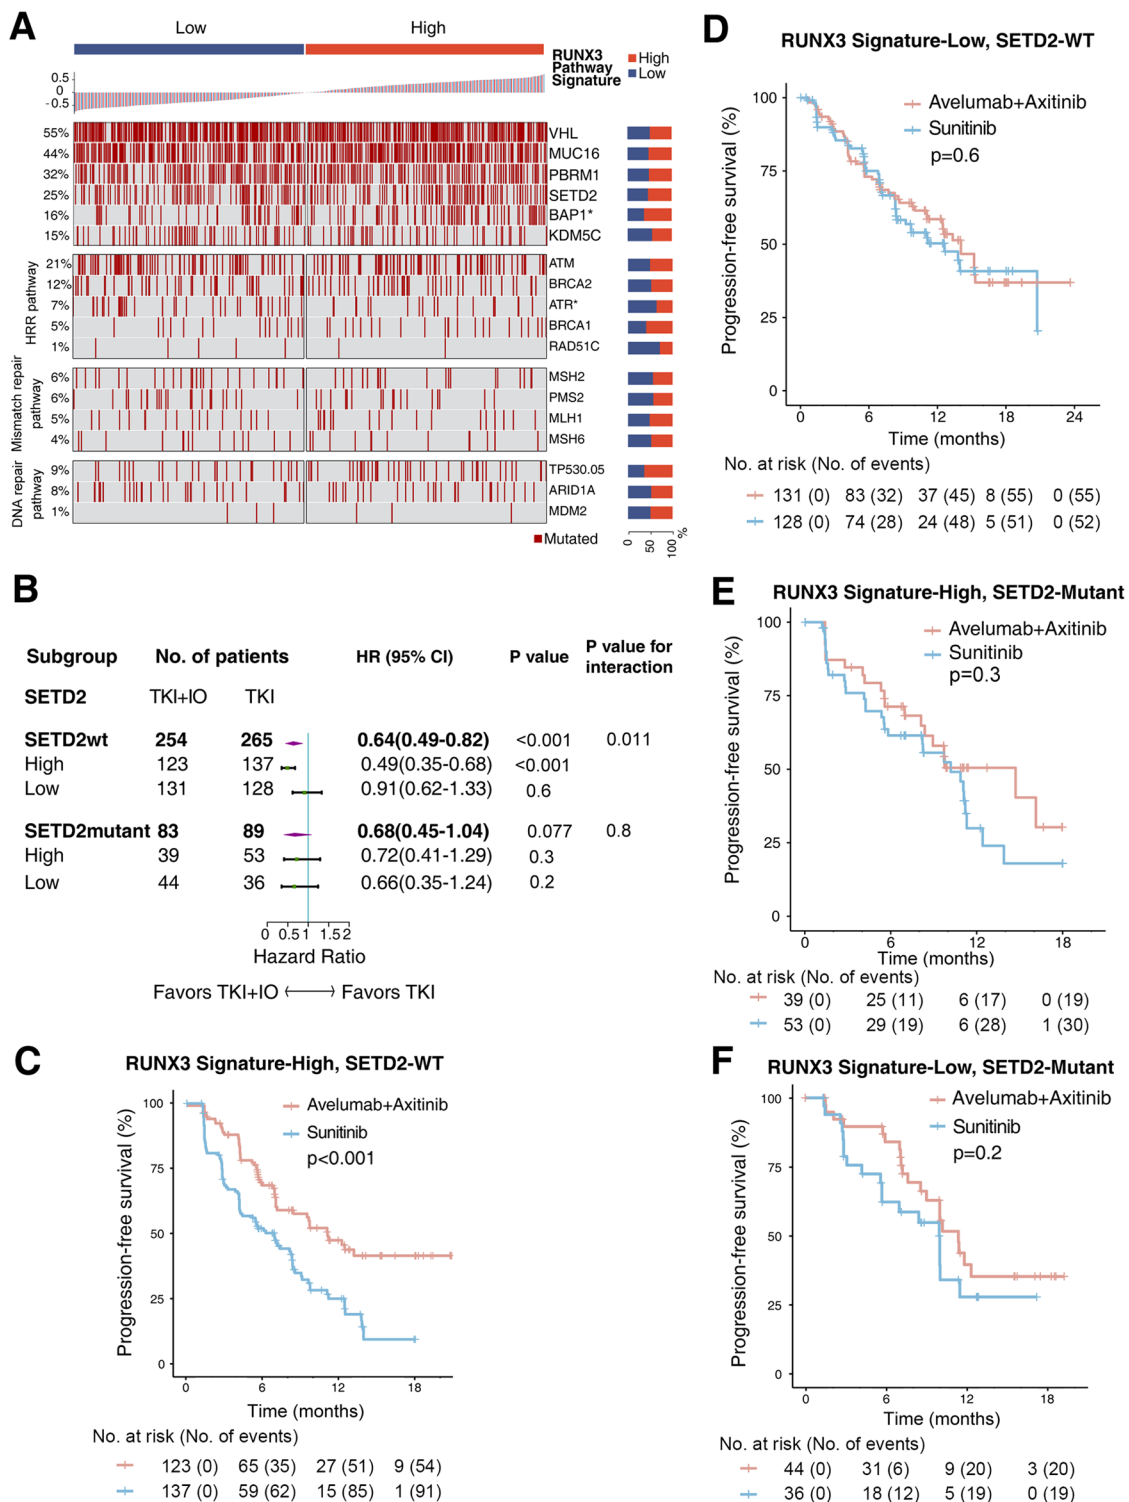 A
Low
High
0.5
0
-0.5
RUNX3
Pathway
Signature
High
Low
55% VHL
44% MUC16
32% PBRM1
25% SETD2
16% BAP1*
15% KDM5C
HRR pathway
21% ATM
12% BRCA2
7% ATR*
5% BRCA1
1% RAD51C
Mismatch repair
pathway
6% MSH2
6% PMS2
5% MLH1
4% MSH6
DNA repair
pathway
9% TP530.05
8% ARID1A
1% MDM2
Mutated
0 50 100 %
B
Subgroup No. of patients HR (95% CI) P value P value for
interaction
SETD2 TKI+IO TKI
SETD2wt 254 265 0.64(0.49-0.82) <0.001 0.011
High 123 137 0.49(0.35-0.68) <0.001
Low 131 128 0.91(0.62-1.33) 0.6
SETD2mutant 83 89 0.68(0.45-1.04) 0.077 0.8
High 39 53 0.72(0.41-1.29) 0.3
Low 44 36 0.66(0.35-1.24) 0.2
0 0.5 1 1.5 2
Hazard Ratio
Favors TKI+IO Favors TKI
C
RUNX3 Signature-High, SETD2-WT
Progression-free survival (%)
100
75
50
25
0
Avelumab+Axitinib
Sunitinib
p<0.001
0 6 12 18
Time (months)
No. at risk (No. of events)
123 (0) 65 (35) 27 (51) 9 (54)
137 (0) 59 (62) 15 (85) 1 (91)
D
RUNX3 Signature-Low, SETD2-WT
Progression-free survival (%)
100
75
50
25
0
Avelumab+Axitinib
Sunitinib
p=0.6
0 6 12 18 24
Time (months)
No. at risk (No. of events)
131 (0) 83 (32) 37 (45) 8 (55) 0 (55)
128 (0) 74 (28) 24 (48) 5 (51) 0 (52)
E
RUNX3 Signature-High, SETD2-Mutant
Progression-free survival (%)
100
75
50
25
0
Avelumab+Axitinib
Sunitinib
p=0.3
0 6 12 18
Time (months)
No. at risk (No. of events)
39 (0) 25 (11) 6 (17) 0 (19)
53 (0) 29 (19) 6 (28) 1 (30)
F
RUNX3 Signature-Low, SETD2-Mutant
Progression-free survival (%)
100
75
50
25
0
Avelumab+Axitinib
Sunitinib
p=0.2
0 6 12 18
Time (months)
No. at risk (No. of events)
44 (0) 31 (6) 9 (20) 3 (20)
36 (0) 18 (12) 5 (19) 0 (19)